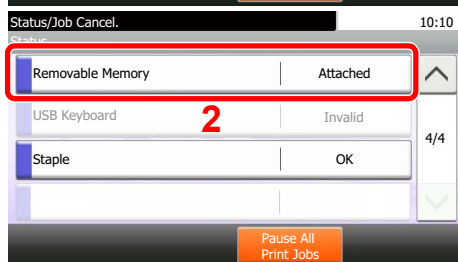 Status/Job Cancel.
10:10
Status
Removable Memory
Attached
USB Keyboard
Invalid
2
4/4
Staple
OK
Pause All
Print Jobs